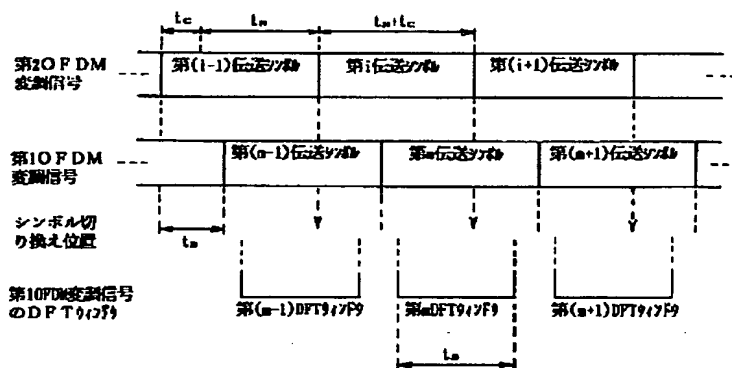 tc tn tn+tc
第2OFDM
変調信号
第(i-1)伝送シンボル 第i伝送シンボル 第(i+1)伝送シンボル
第1OFDM
変調信号
第(m-1)伝送シンボル 第m伝送シンボル 第(m+1)伝送シンボル
シンボル切
り換え位置
tm
第1OFDM変調信号
のDFTウィンドウ
第(m-1)DFTウィンドウ 第mDFTウィンドウ 第(m+1)DFTウィンドウ
tn